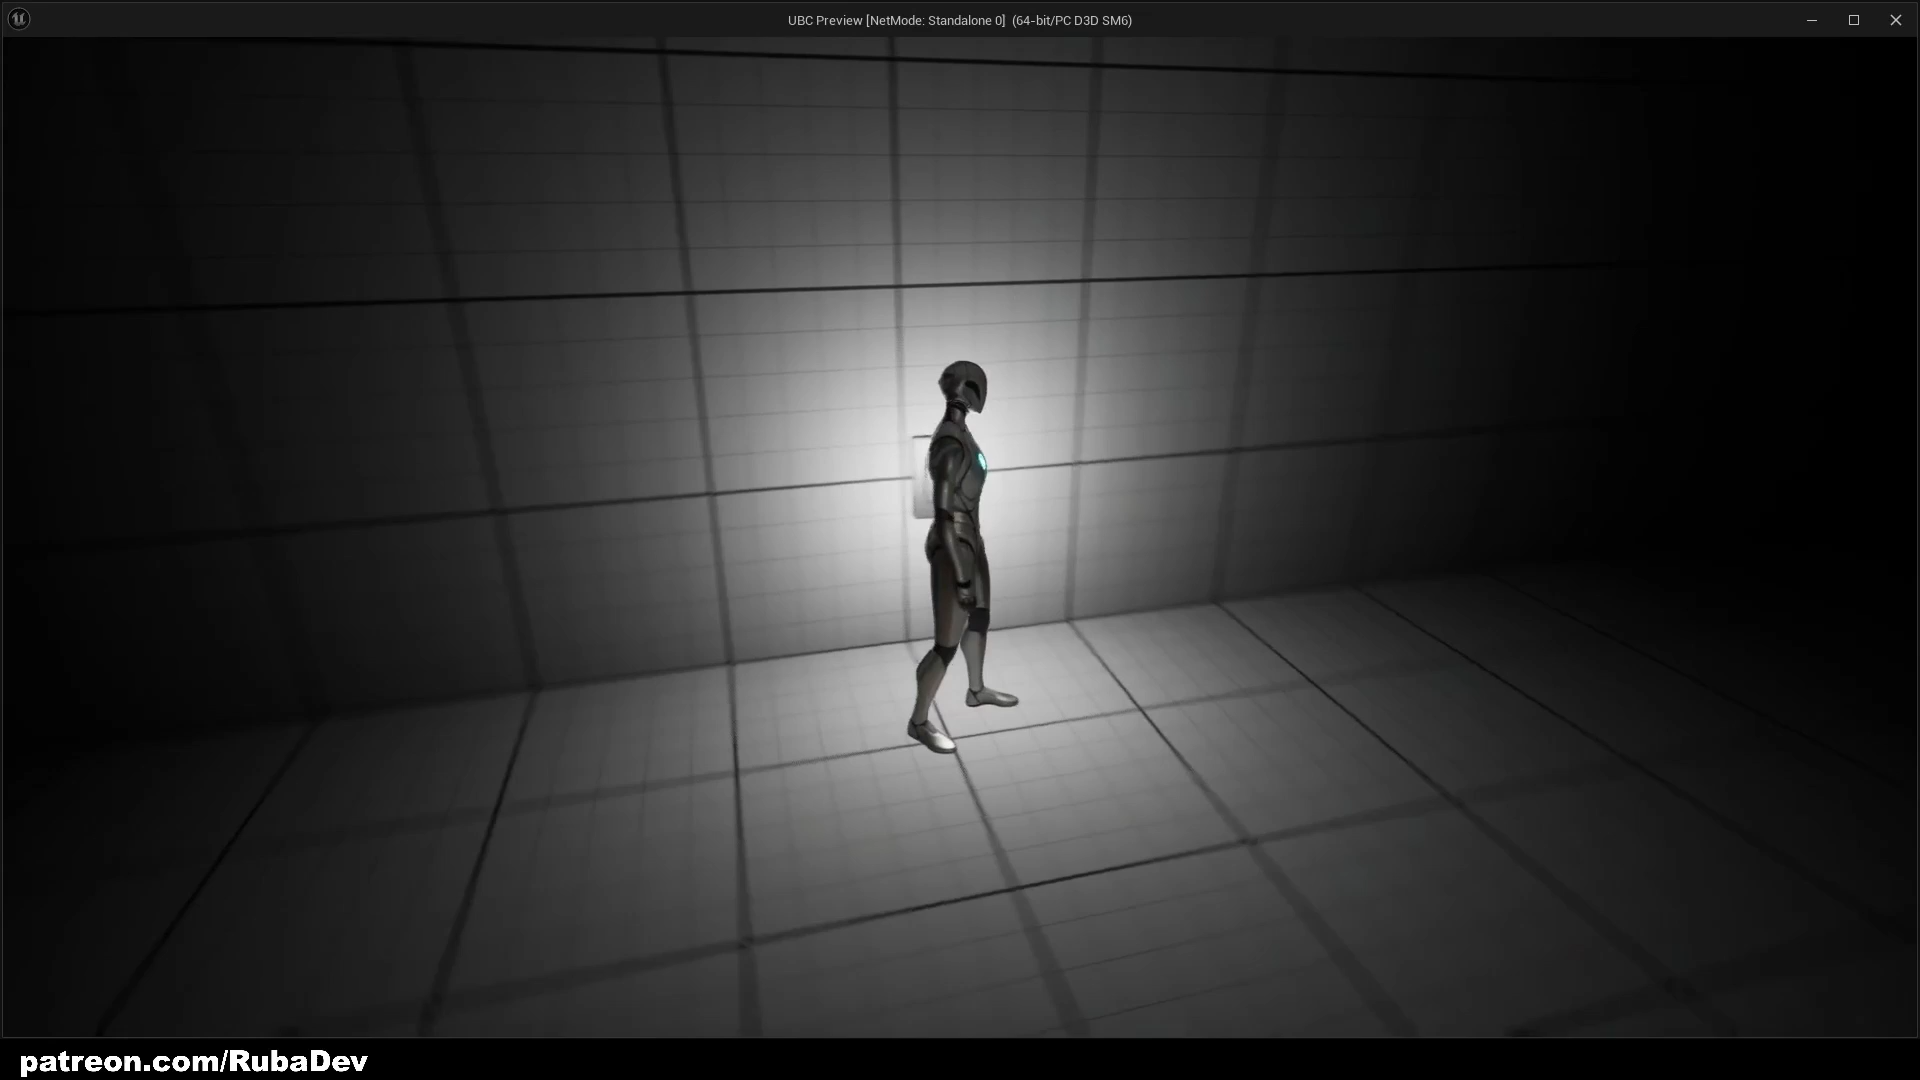 UBC Preview [NetMode: Standalone 0] (64-bit/PC D3D SM6)
patreon.com/RubaDev